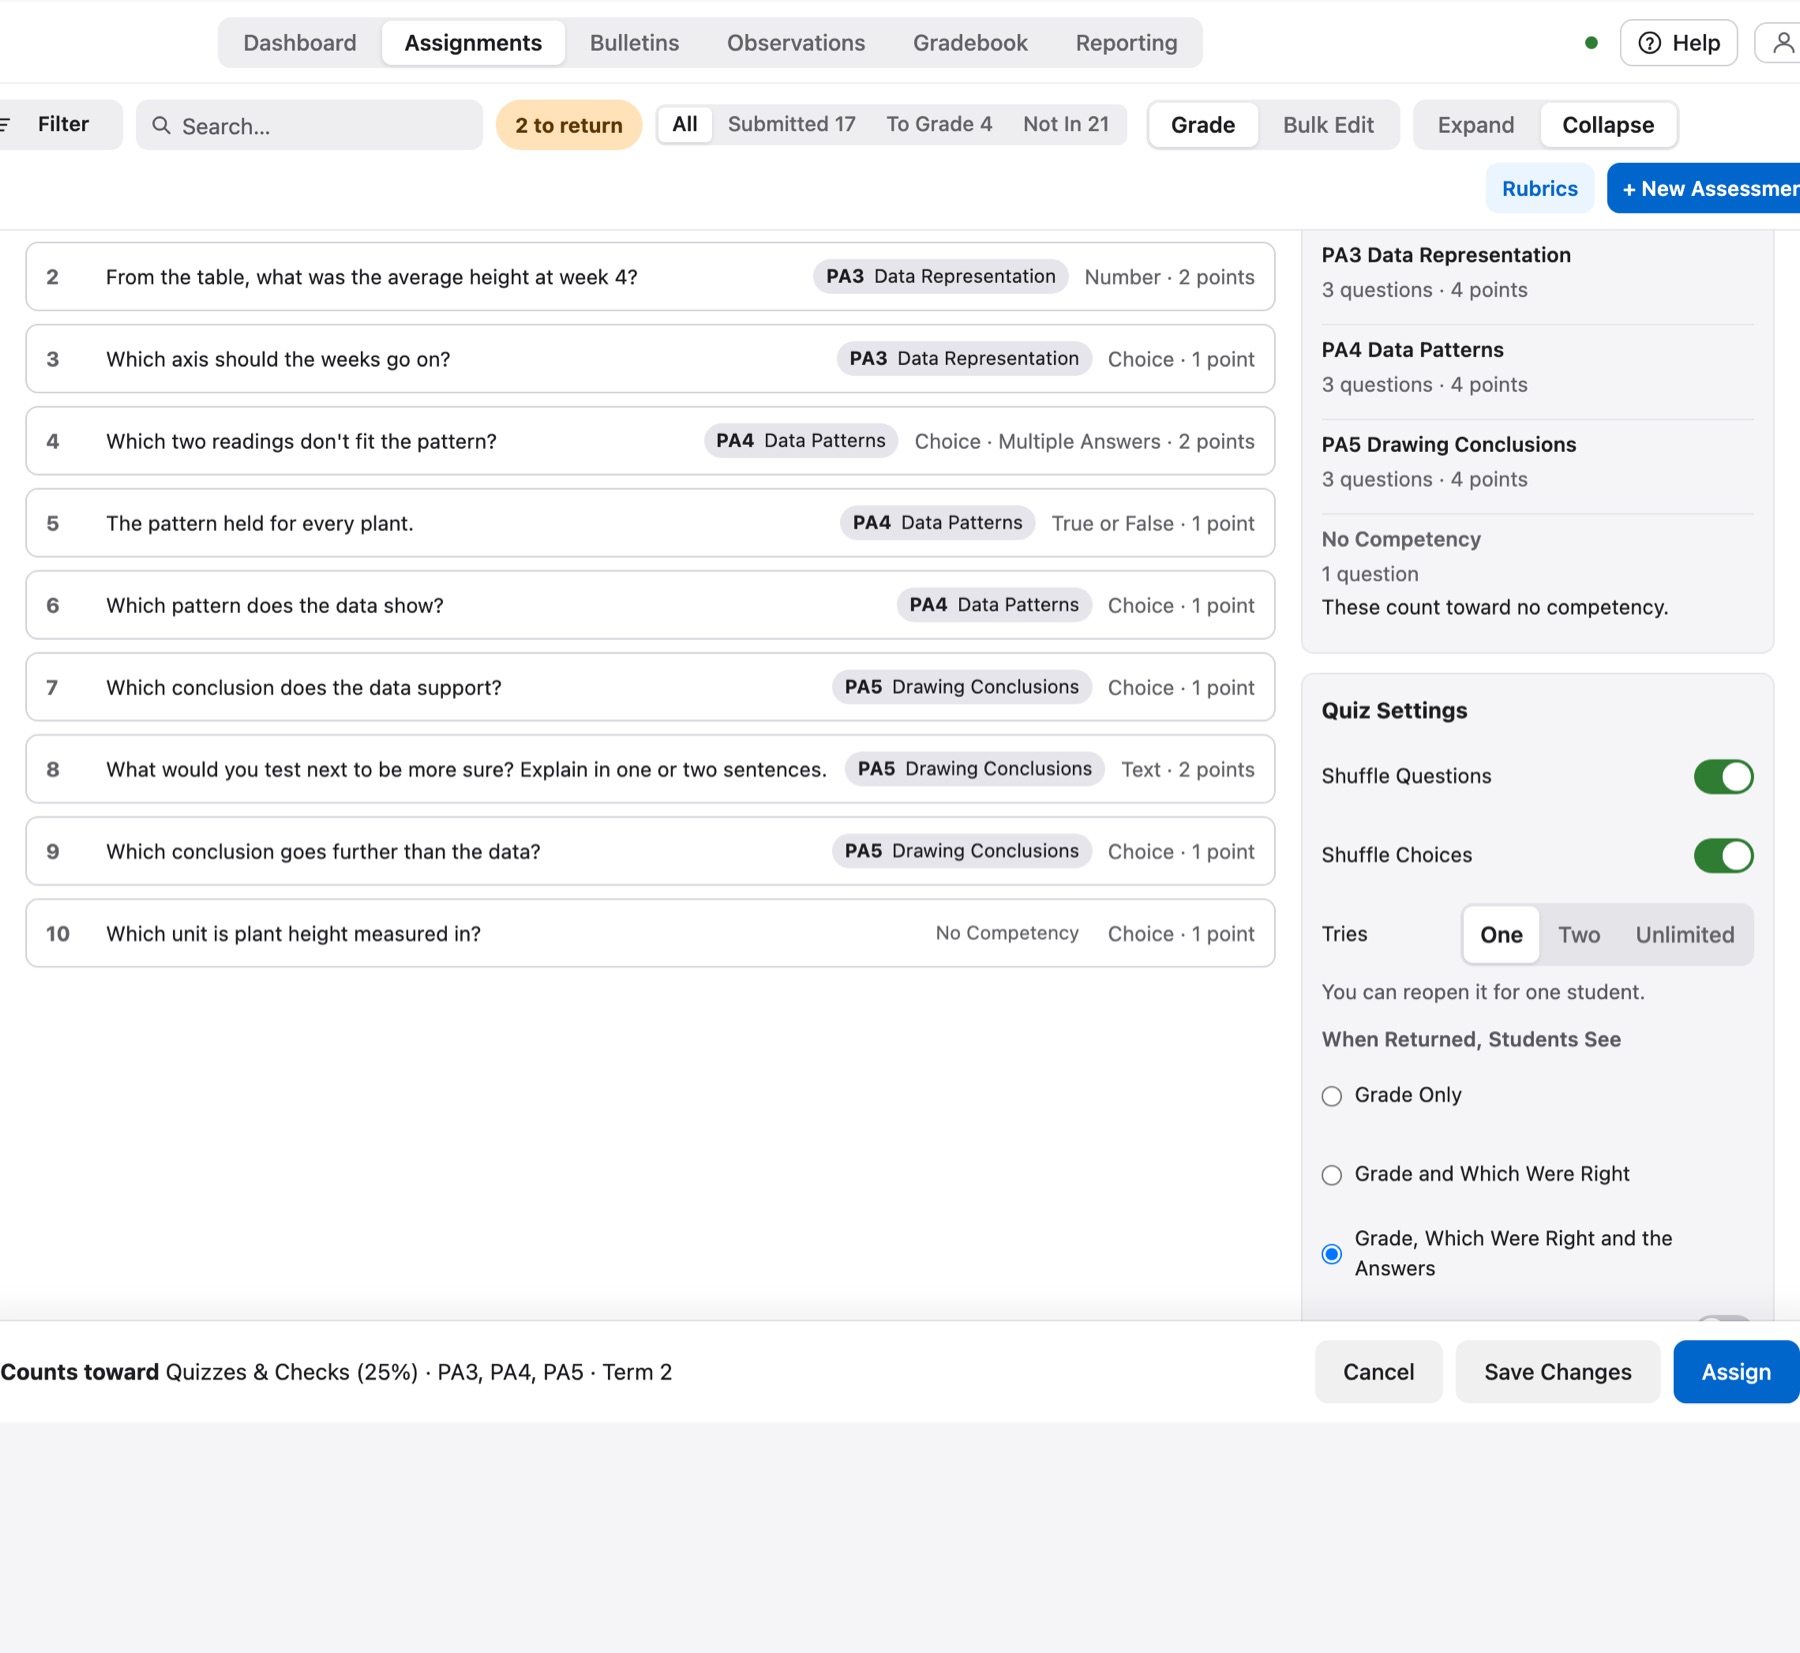 Dashboard Assignments Bulletins Observations Gradebook Reporting Help
Filter Search... 2 to return All Submitted 17 To Grade 4 Not In 21 Grade Bulk Edit Expand Collapse
Rubrics + New Assessmen
2 From the table, what was the average height at week 4? PA3 Data Representation Number · 2 points
3 Which axis should the weeks go on? PA3 Data Representation Choice · 1 point
4 Which two readings don't fit the pattern? PA4 Data Patterns Choice · Multiple Answers · 2 points
5 The pattern held for every plant. PA4 Data Patterns True or False · 1 point
6 Which pattern does the data show? PA4 Data Patterns Choice · 1 point
7 Which conclusion does the data support? PA5 Drawing Conclusions Choice · 1 point
8 What would you test next to be more sure? Explain in one or two sentences. PA5 Drawing Conclusions Text · 2 points
9 Which conclusion goes further than the data? PA5 Drawing Conclusions Choice · 1 point
10 Which unit is plant height measured in? No Competency Choice · 1 point
PA3 Data Representation
3 questions · 4 points
PA4 Data Patterns
3 questions · 4 points
PA5 Drawing Conclusions
3 questions · 4 points
No Competency
1 question
These count toward no competency.
Quiz Settings
Shuffle Questions
Shuffle Choices
Tries One Two Unlimited
You can reopen it for one student.
When Returned, Students See
Grade Only
Grade and Which Were Right
Grade, Which Were Right and the
Answers
Counts toward Quizzes & Checks (25%) · PA3, PA4, PA5 · Term 2 Cancel Save Changes Assign